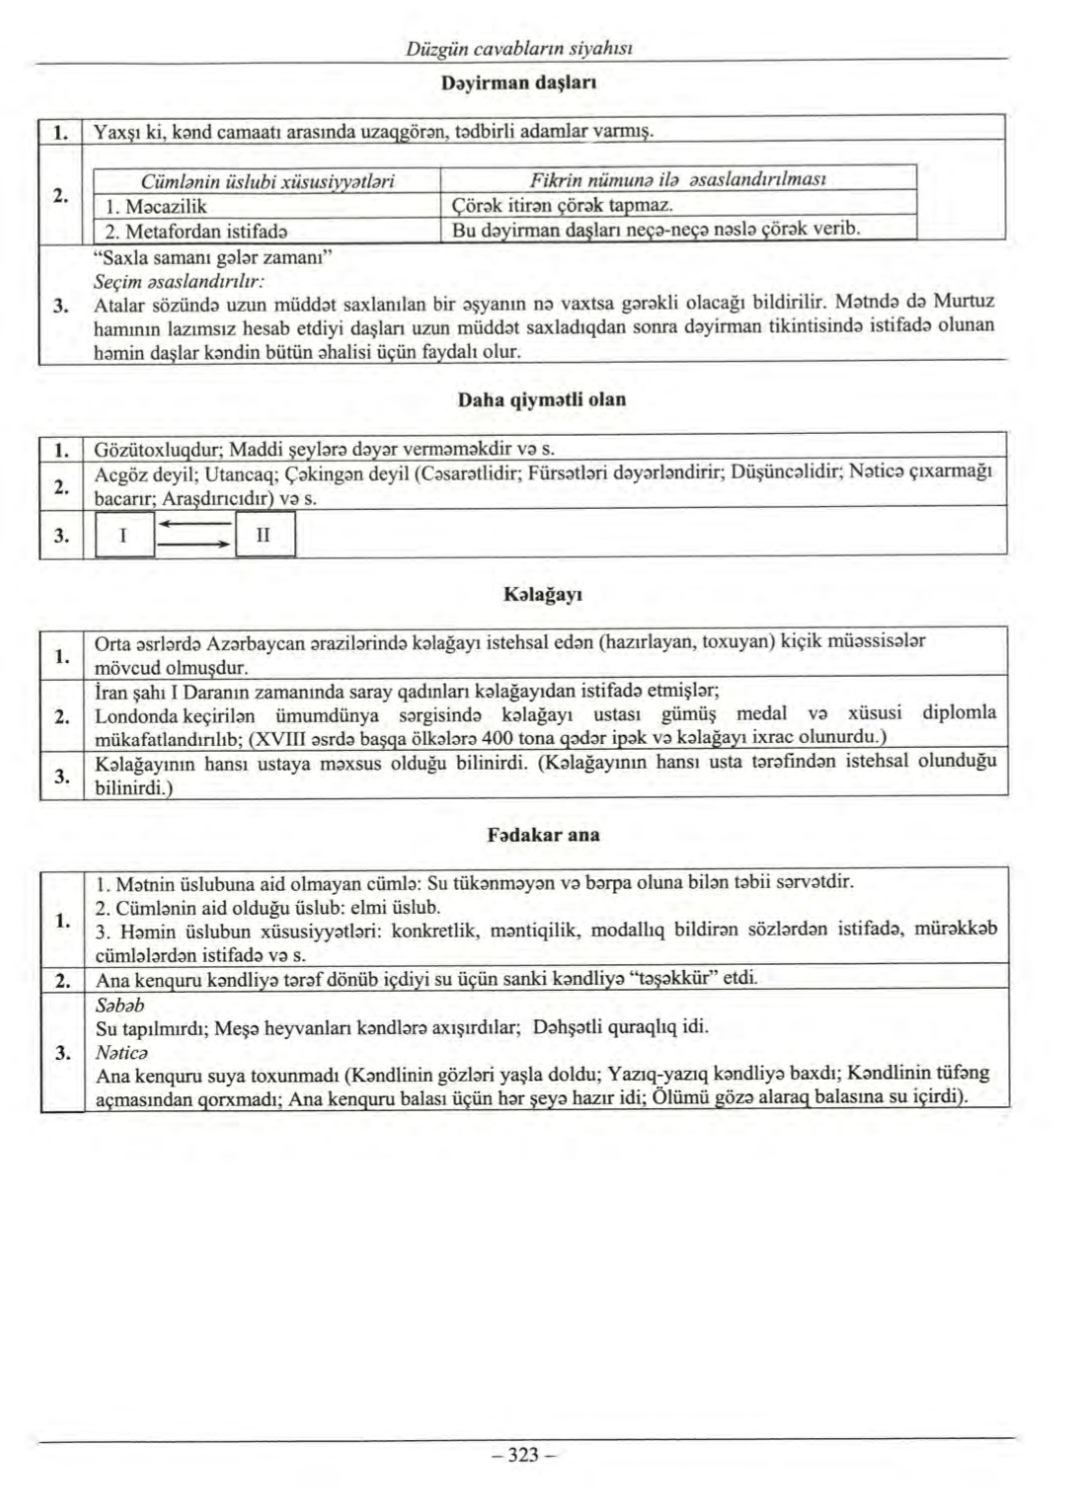 Düzgün cavabların siyahısı
Dəyirman daşları
1. Yaxşı ki, kənd camaatı arasında uzaqgörən, tədbirli adamlar varmış.
2.
Cümlənin üslubi xüsusiyyətləri Fikrin nümunə ilə əsaslandırılması
1. Məcazilik Çörək itirən çörək tapmaz.
2. Metafordan istifadə Bu dəyirman daşları neçə-neçə nəslə çörək verib.
3.
“Saxla samanı gələr zamanı”
Seçim əsaslandırılır:
Atalar sözündə uzun müddət saxlanılan bir əşyanın nə vaxtsa gərəkli olacağı bildirilir. Mətndə də Murtuz
hamının lazımsız hesab etdiyi daşları uzun müddət saxladıqdan sonra dəyirman tikintisində istifadə olunan
həmin daşlar kəndin bütün əhalisi üçün faydalı olur.
Daha qiymətli olan
1. Gözütoxluqdur; Maddi şeylərə dəyər verməməkdir və s.
2. Acgöz deyil; Utancaq; Çəkingən deyil (Cəsarətlidir; Fürsətləri dəyərləndirir; Düşüncəlidir; Nəticə çıxarmağı
bacarır; Araşdırıcıdır) və s.
3. I II
Kəlağayı
1. Orta əsrlərdə Azərbaycan ərazilərində kəlağayı istehsal edən (hazırlayan, toxuyan) kiçik müəssisələr
mövcud olmuşdur.
2. İran şahı I Daranın zamanında saray qadınları kəlağayıdan istifadə etmişlər;
Londonda keçirilən ümumdünya sərgisində kəlağayı ustası gümüş medal və xüsusi diplomla
mükafatlandırılıb; (XVIII əsrdə başqa ölkələrə 400 tona qədər ipək və kəlağayı ixrac olunurdu.)
3. Kəlağayının hansı ustaya məxsus olduğu bilinirdi. (Kəlağayının hansı usta tərəfindən istehsal olunduğu
bilinirdi.)
Fədakar ana
1.
1. Mətnin üslubuna aid olmayan cümlə: Su tükənməyən və bərpa oluna bilən təbii sərvətdir.
2. Cümlənin aid olduğu üslub: elmi üslub.
3. Həmin üslubun xüsusiyyətləri: konkretlik, məntiqilik, modallıq bildirən sözlərdən istifadə, mürəkkəb
cümlələrdən istifadə və s.
2. Ana kenquru kəndliyə tərəf dönüb içdiyi su üçün sanki kəndliyə “təşəkkür” etdi.
3.
Səbəb
Su tapılmırdı; Meşə heyvanları kəndlərə axışırdılar; Dəhşətli quraqlıq idi.
Nəticə
Ana kenquru suya toxunmadı (Kəndlinin gözləri yaşla doldu; Yazıq-yazıq kəndliyə baxdı; Kəndlinin tüfəng
açmasından qorxmadı; Ana kenquru balası üçün hər şeyə hazır idi; Ölümü gözə alaraq balasına su içirdi).
– 323 –